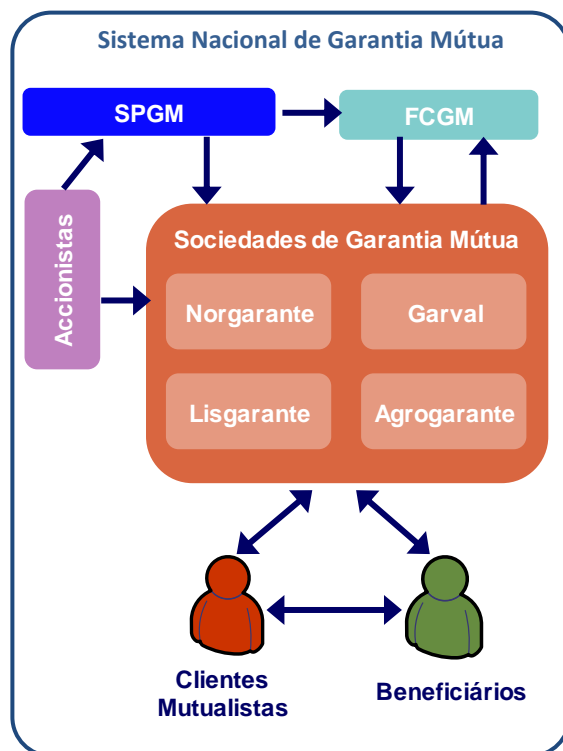 Sistema Nacional de Garantia Mútua
SPGM
FCGM
Accionistas
Sociedades de Garantia Mútua
Norgarante
Garval
Lisgarante
Agrogarante
Clientes
Mutualistas
Beneficiários